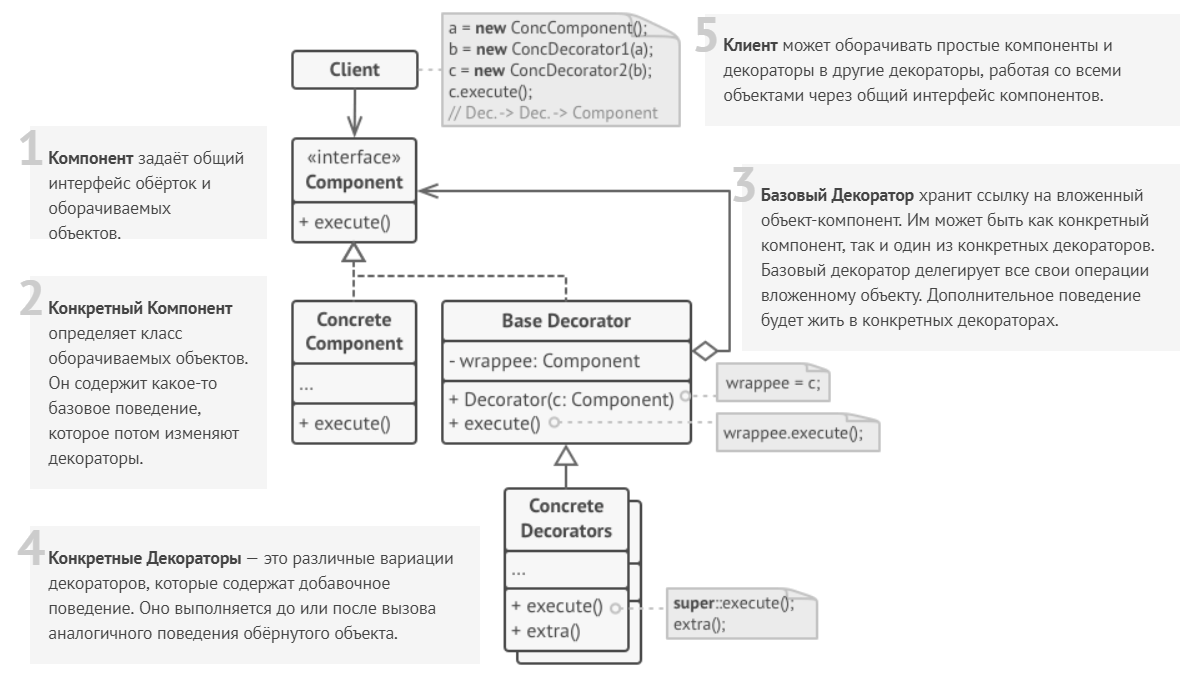 a = new ConcComponent();
b = new ConcDecorator1(a);
c = new ConcDecorator2(b);
c.execute();
// Dec. -> Dec. -> Component
Client
5
Клиент может оборачивать простые компоненты и
декораторы в другие декораторы, работая со всеми
объектами через общий интерфейс компонентов.
1
Компонент задаёт общий
интерфейс обёрток и
оборачиваемых
объектов.
«interface»
Component
+ execute()
3
Базовый Декоратор хранит ссылку на вложенный
объект-компонент. Им может быть как конкретный
компонент, так и один из конкретных декораторов.
Базовый декоратор делегирует все свои операции
вложенному объекту. Дополнительное поведение
будет жить в конкретных декораторах.
2
Конкретный Компонент
определяет класс
оборачиваемых объектов.
Он содержит какое-то
базовое поведение,
которое потом изменяют
декораторы.
Concrete
Component
...
+ execute()
Base Decorator
- wrappee: Component
+ Decorator(c: Component)
+ execute()
wrappee = c;
wrappee.execute();
4
Конкретные Декораторы — это различные вариации
декораторов, которые содержат добавочное
поведение. Оно выполняется до или после вызова
аналогичного поведения обёрнутого объекта.
Concrete
Decorators
...
+ execute()
+ extra()
super::execute();
extra();